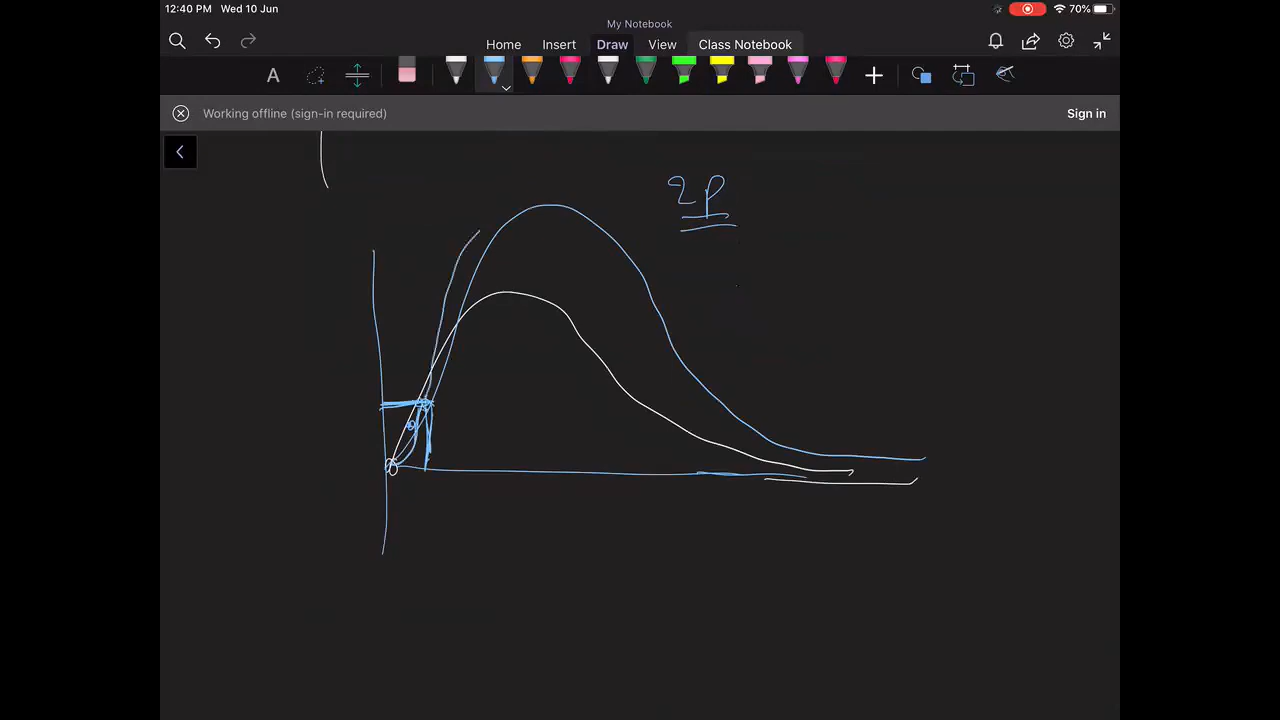 12:40 PM Wed 10 Jun
70%
My Notebook
Home Insert Draw View Class Notebook
A
Working offline (sign-in required)
Sign in
2p